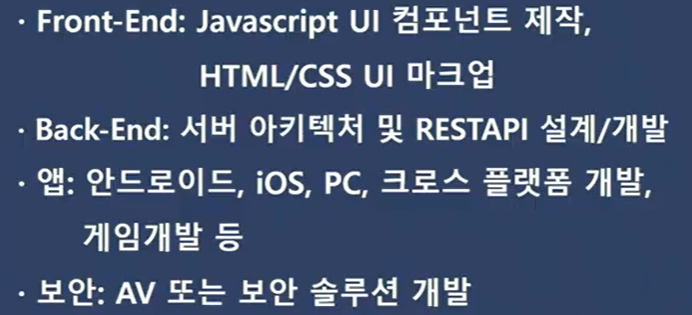 · Front-End: Javascript UI 컴포넌트 제작,
HTML/CSS UI 마크업
· Back-End: 서버 아키텍처 및 RESTAPI 설계/개발
· 앱: 안드로이드, iOS, PC, 크로스 플랫폼 개발,
게임개발 등
· 보안: AV 또는 보안 솔루션 개발